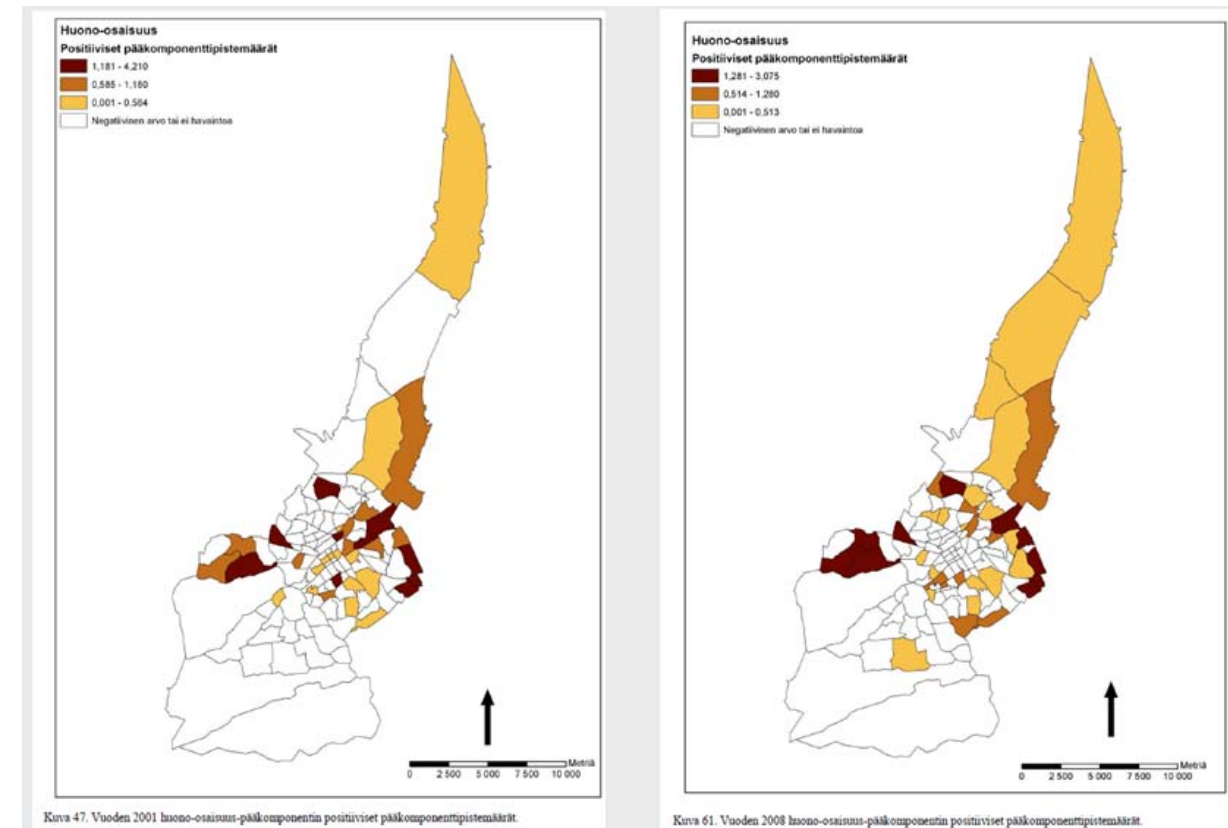 Huono-osaisuus
Positiiviset pääkomponenttipistemäärät
1,181 - 4,210
0,585 - 1,180
0,001 - 0,584
Negatiivinen arvo tai ei havaintoa
Metriä
0 2 500 5 000 7 500 10 000
Kuva 47. Vuoden 2001 huono-osaisuus-pääkomponentin positiiviset pääkomponenttipistemäärät.
Huono-osaisuus
Positiiviset pääkomponenttipistemäärät
1,281 - 3,075
0,514 - 1,280
0,001 - 0,513
Negatiivinen arvo tai ei havaintoa
Metriä
0 2 500 5 000 7 500 10 000
Kuva 61. Vuoden 2008 huono-osaisuus-pääkomponentin positiiviset pääkomponenttipistemäärät.